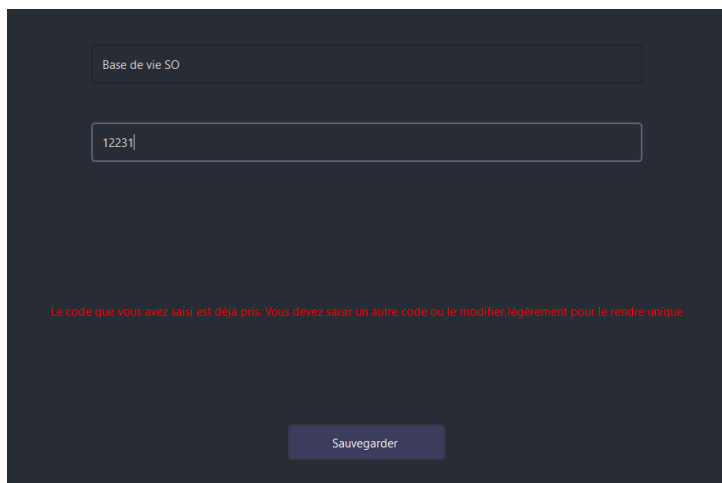 Base de vie SO
12231
Le code que vous avez saisi est déjà pris. Vous devez saisir un autre code ou le modifier légèrement pour le rendre unique
Sauvegarder